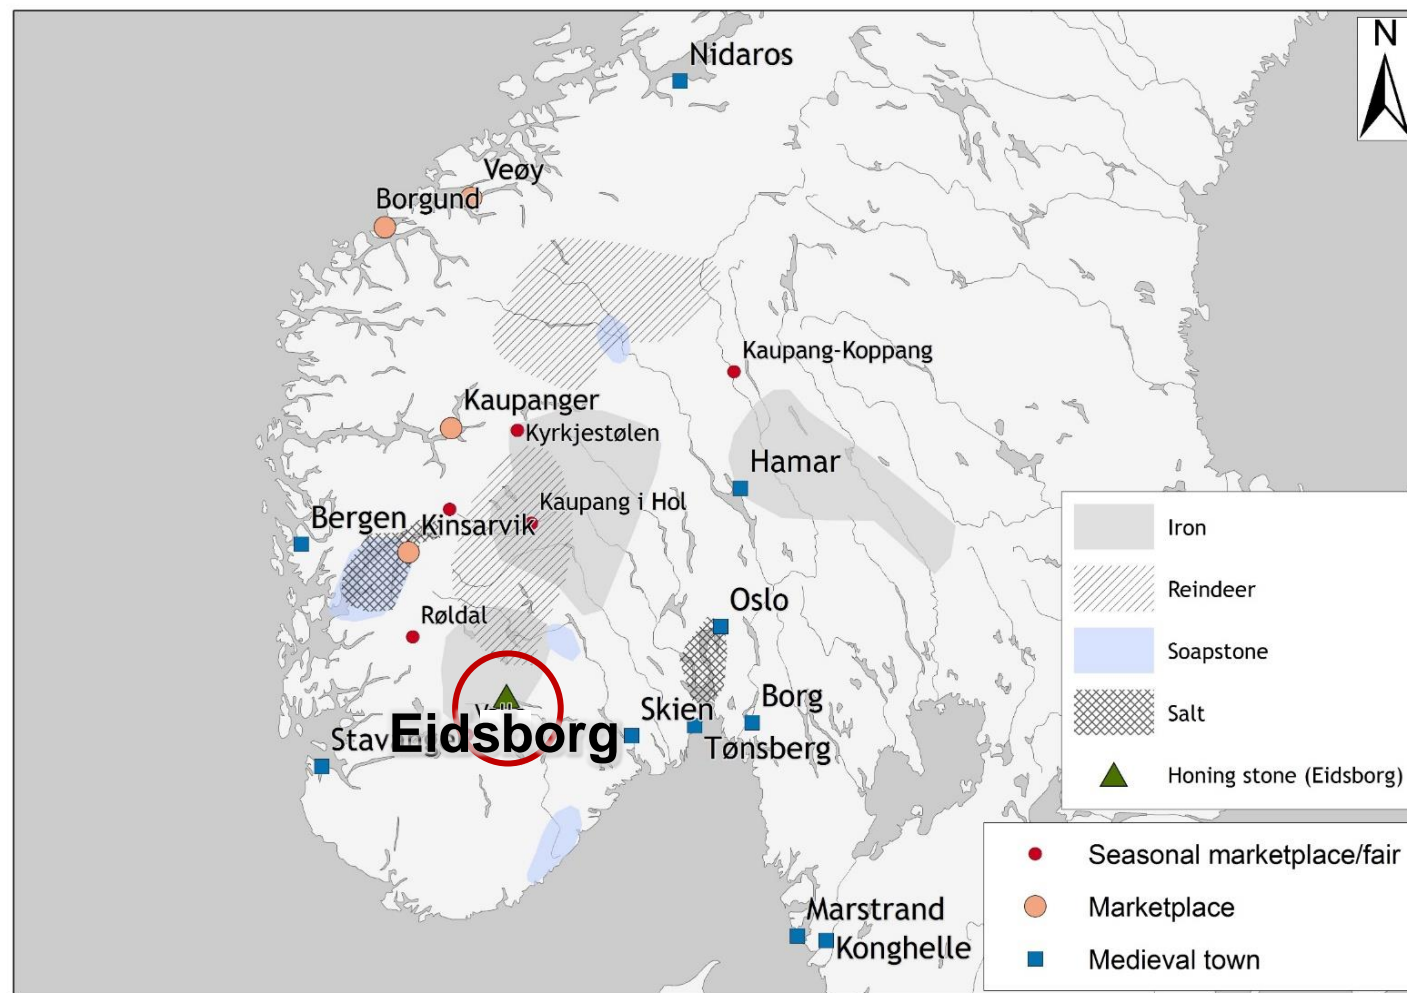 N
Nidaros
Veøy
Borgund
Kaupang-Koppang
Kaupanger
Kyrkjestølen
Hamar
Kaupang i Hol
Bergen
Kinsarvik
Iron
Reindeer
Oslo
Røldal
Soapstone
Borg
Skien
Salt
Eidsborg
Tønsberg
Honing stone (Eidsborg)
Seasonal marketplace/fair
Marstrand
Marketplace
Konghelle
Medieval town